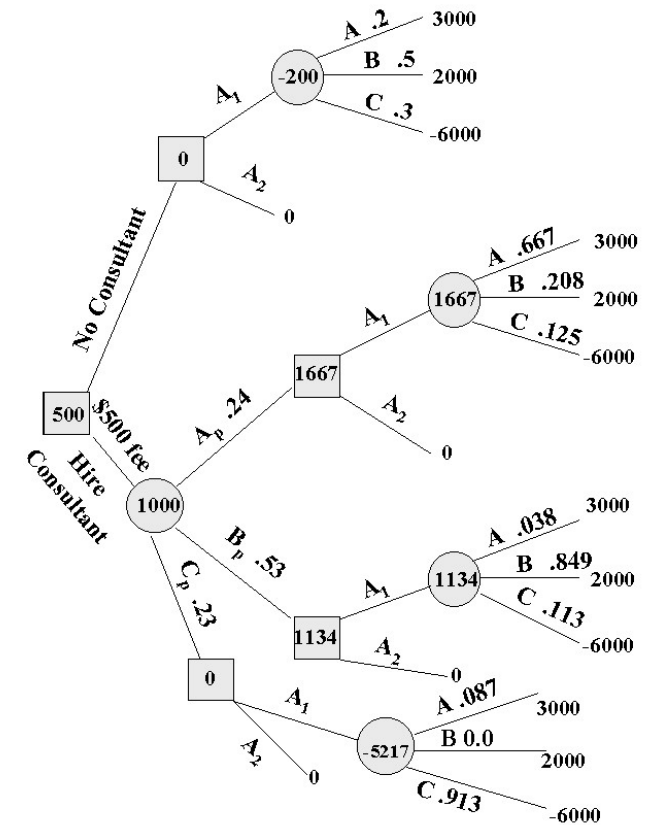 A .2 3000
B .5 2000
-200
C .3 -6000
A1
0
A2 0
No Consultant
A .667 3000
B .208 2000
1667
C .125 -6000
A1
1667
A2 0
Ap .24
500
$500 fee
Hire
Consultant
1000
Bp .53
A .038 3000
B .849 2000
1134
C .113 -6000
A1
1134
A2 0
Cp .23
0
A1
A .087 3000
B 0.0 2000
-5217
C .913 -6000
A2 0